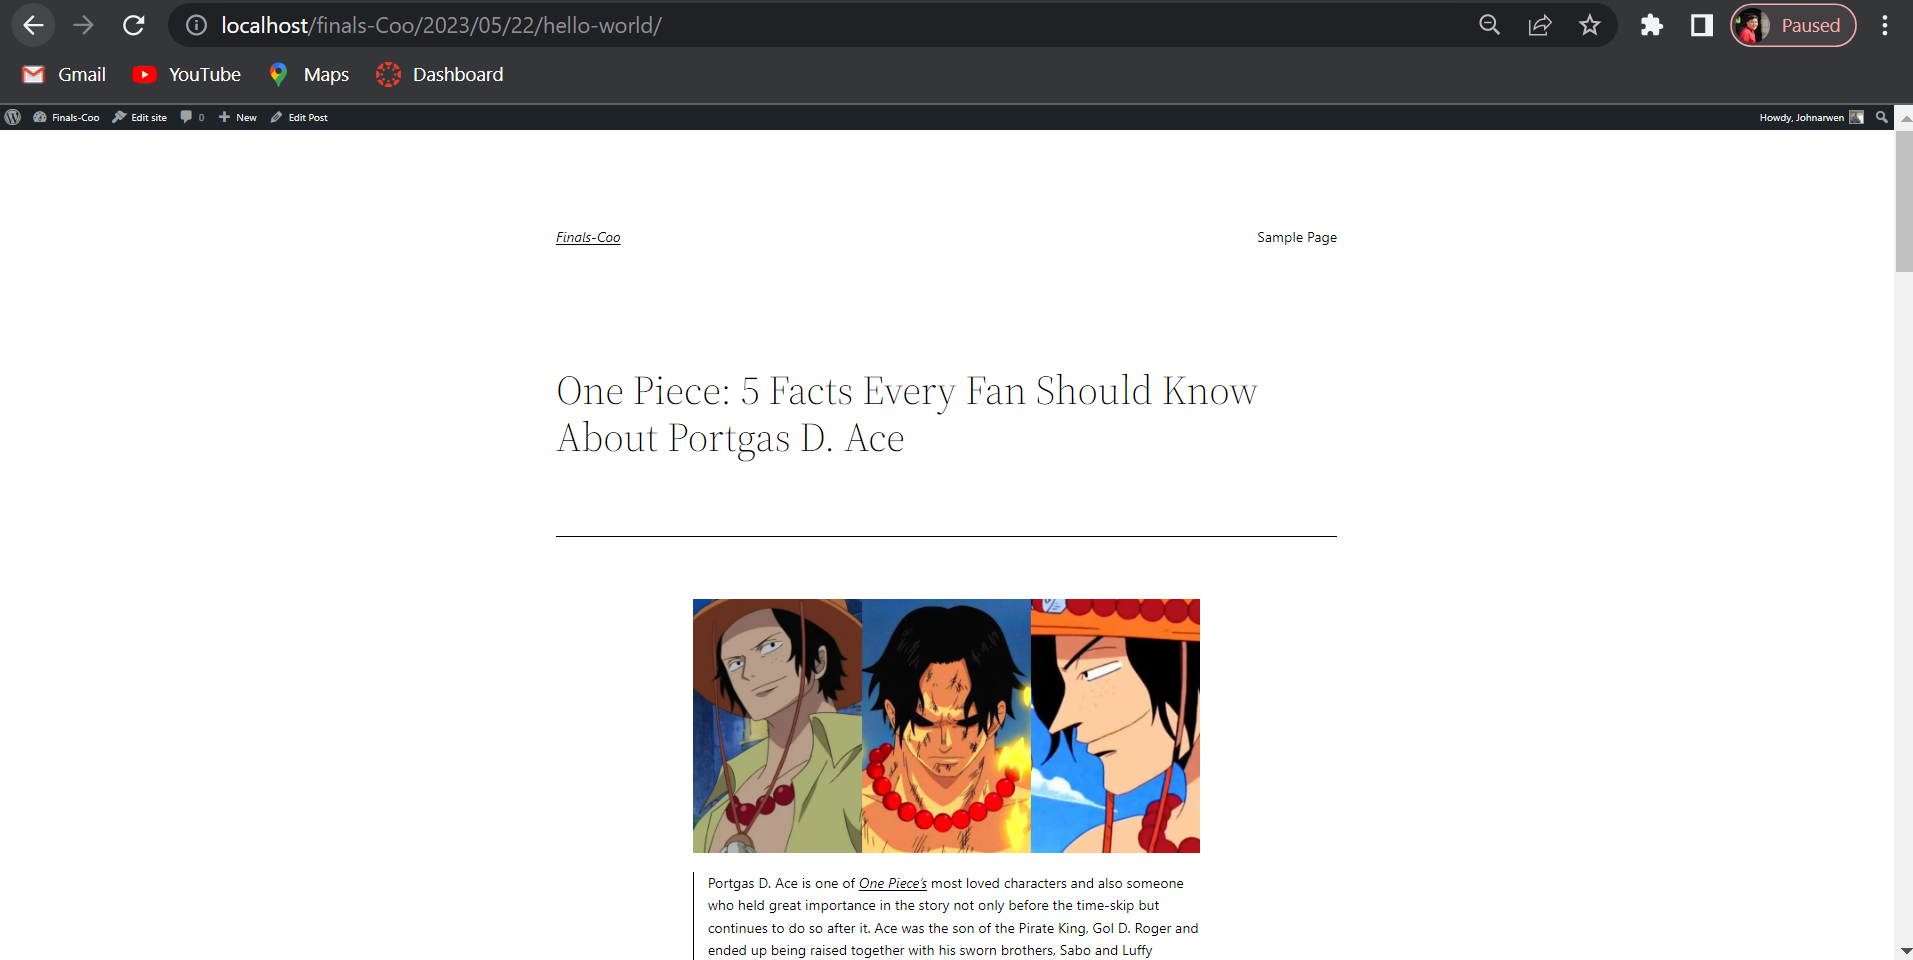 localhost/finals-Coo/2023/05/22/hello-world/
Paused
Gmail YouTube Maps Dashboard
Finals-Coo Edit site 0 New Edit Post Howdy, Johnarwen
Finals-Coo Sample Page
One Piece: 5 Facts Every Fan Should Know
About Portgas D. Ace
Portgas D. Ace is one of One Piece's most loved characters and also someone
who held great importance in the story not only before the time-skip but
continues to do so after it. Ace was the son of the Pirate King, Gol D. Roger and
ended up being raised together with his sworn brothers, Sabo and Luffy